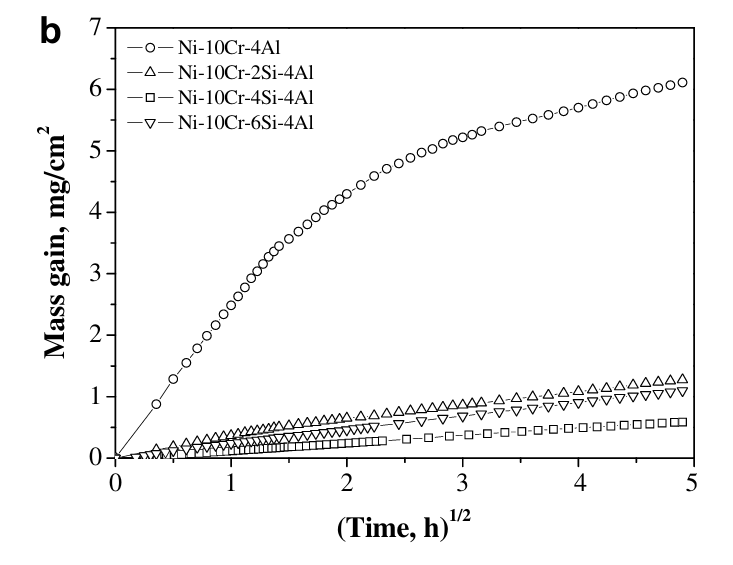 b
7
6
5
4
3
2
1
0
Mass gain, mg/cm²
Ni-10Cr-4Al
Ni-10Cr-2Si-4Al
Ni-10Cr-4Si-4Al
Ni-10Cr-6Si-4Al
0 1 2 3 4 5
(Time, h)^1/2